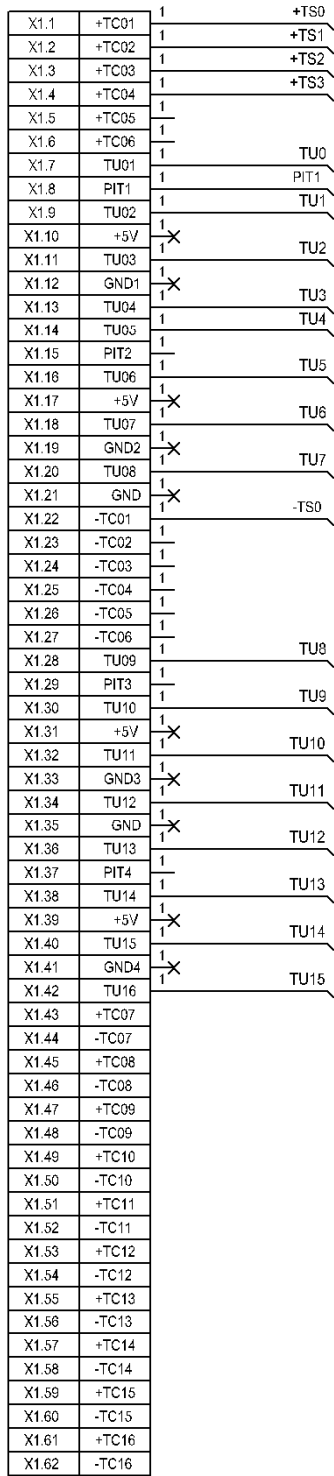 X1.1 +TC01 1 +TS0
X1.2 +TC02 1 +TS1
X1.3 +TC03 1 +TS2
X1.4 +TC04 1 +TS3
X1.5 +TC05 1
X1.6 +TC06 1
X1.7 TU01 1 TU0
X1.8 PIT1 1 PIT1
X1.9 TU02 1 TU1
X1.10 +5V 1
X1.11 TU03 1 TU2
X1.12 GND1 1
X1.13 TU04 1 TU3
X1.14 TU05 1 TU4
X1.15 PIT2 1
X1.16 TU06 1 TU5
X1.17 +5V 1
X1.18 TU07 1 TU6
X1.19 GND2 1
X1.20 TU08 1 TU7
X1.21 GND 1
X1.22 -TC01 1 -TS0
X1.23 -TC02 1
X1.24 -TC03 1
X1.25 -TC04 1
X1.26 -TC05 1
X1.27 -TC06 1
X1.28 TU09 1 TU8
X1.29 PIT3 1
X1.30 TU10 1 TU9
X1.31 +5V 1
X1.32 TU11 1 TU10
X1.33 GND3 1
X1.34 TU12 1 TU11
X1.35 GND 1
X1.36 TU13 1 TU12
X1.37 PIT4 1
X1.38 TU14 1 TU13
X1.39 +5V 1
X1.40 TU15 1 TU14
X1.41 GND4 1
X1.42 TU16 1 TU15
X1.43 +TC07
X1.44 -TC07
X1.45 +TC08
X1.46 -TC08
X1.47 +TC09
X1.48 -TC09
X1.49 +TC10
X1.50 -TC10
X1.51 +TC11
X1.52 -TC11
X1.53 +TC12
X1.54 -TC12
X1.55 +TC13
X1.56 -TC13
X1.57 +TC14
X1.58 -TC14
X1.59 +TC15
X1.60 -TC15
X1.61 +TC16
X1.62 -TC16